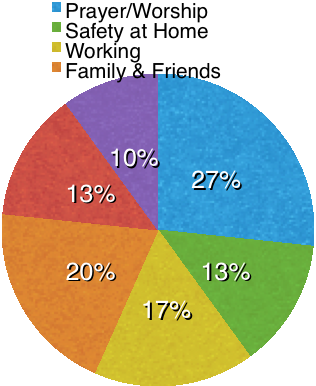 Prayer/Worship
Safety at Home
Working
Family & Friends
10%
27%
13%
13%
20%
17%